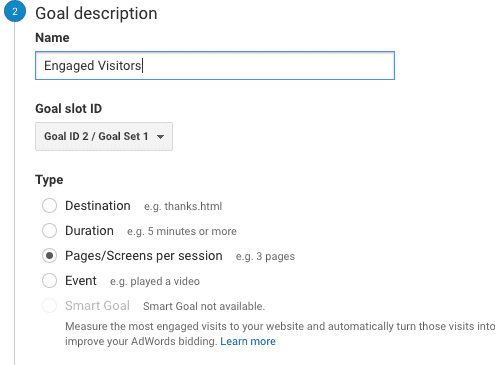 2 Goal description
Name
Engaged Visitors
Goal slot ID
Goal ID 2 / Goal Set 1
Type
Destination e.g. thanks.html
Duration e.g. 5 minutes or more
Pages/Screens per session e.g. 3 pages
Event e.g. played a video
Smart Goal Smart Goal not available.
Measure the most engaged visits to your website and automatically turn those visits into
improve your AdWords bidding. Learn more